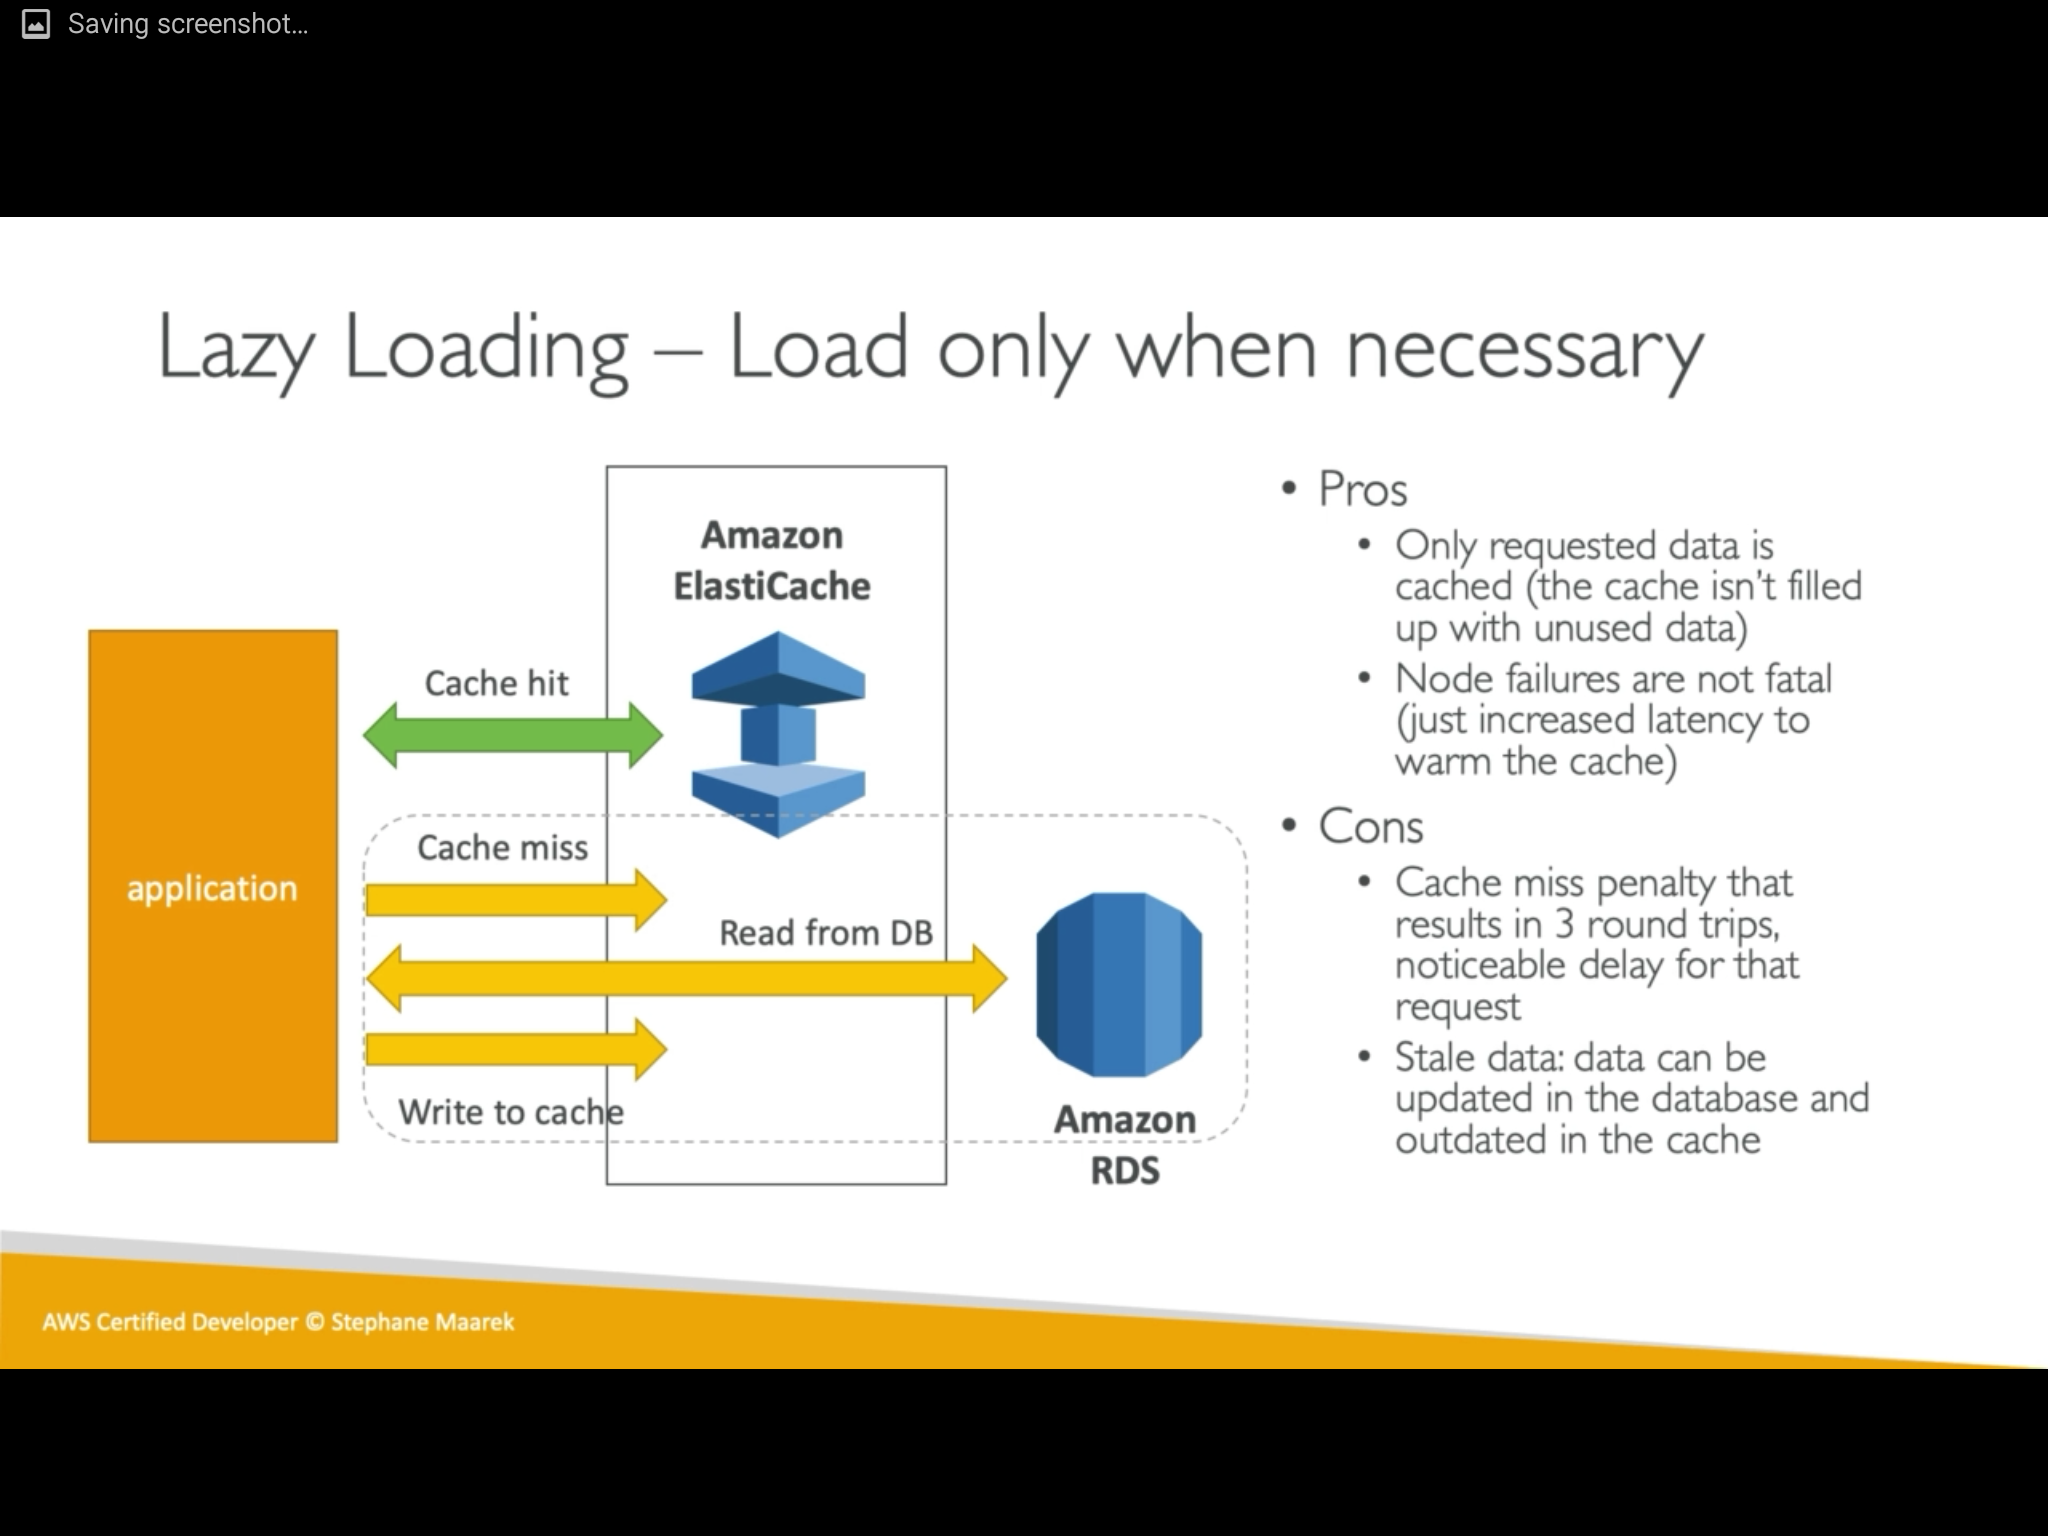 Saving screenshot...
Lazy Loading – Load only when necessary
Amazon
ElastiCache
Cache hit
application
Cache miss
Read from DB
Write to cache
Amazon
RDS
• Pros
• Only requested data is
cached (the cache isn't filled
up with unused data)
• Node failures are not fatal
(just increased latency to
warm the cache)
• Cons
• Cache miss penalty that
results in 3 round trips,
noticeable delay for that
request
• Stale data: data can be
updated in the database and
outdated in the cache
AWS Certified Developer © Stephane Maarek